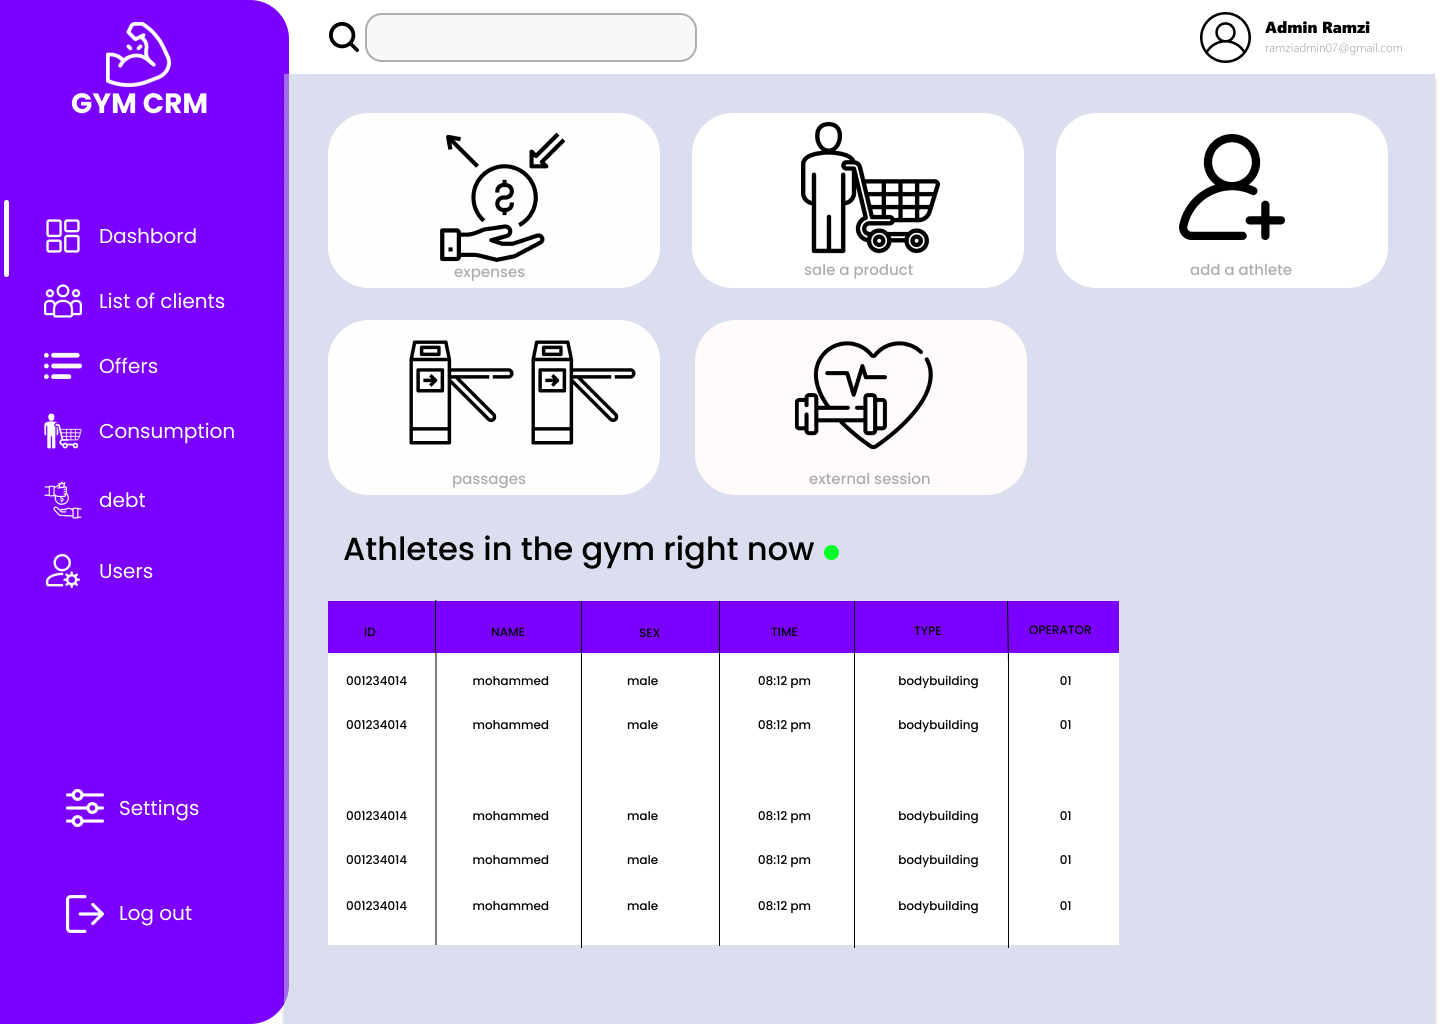 GYM CRM
Admin Ramzi
ramziadmin07@gmail.com
Dashbord
List of clients
Offers
Consumption
debt
Users
Settings
Log out
expenses
sale a product
add a athlete
passages
external session
Athletes in the gym right now
ID NAME SEX TIME TYPE OPERATOR
001234014 mohammed male 08:12 pm bodybuilding 01
001234014 mohammed male 08:12 pm bodybuilding 01
001234014 mohammed male 08:12 pm bodybuilding 01
001234014 mohammed male 08:12 pm bodybuilding 01
001234014 mohammed male 08:12 pm bodybuilding 01